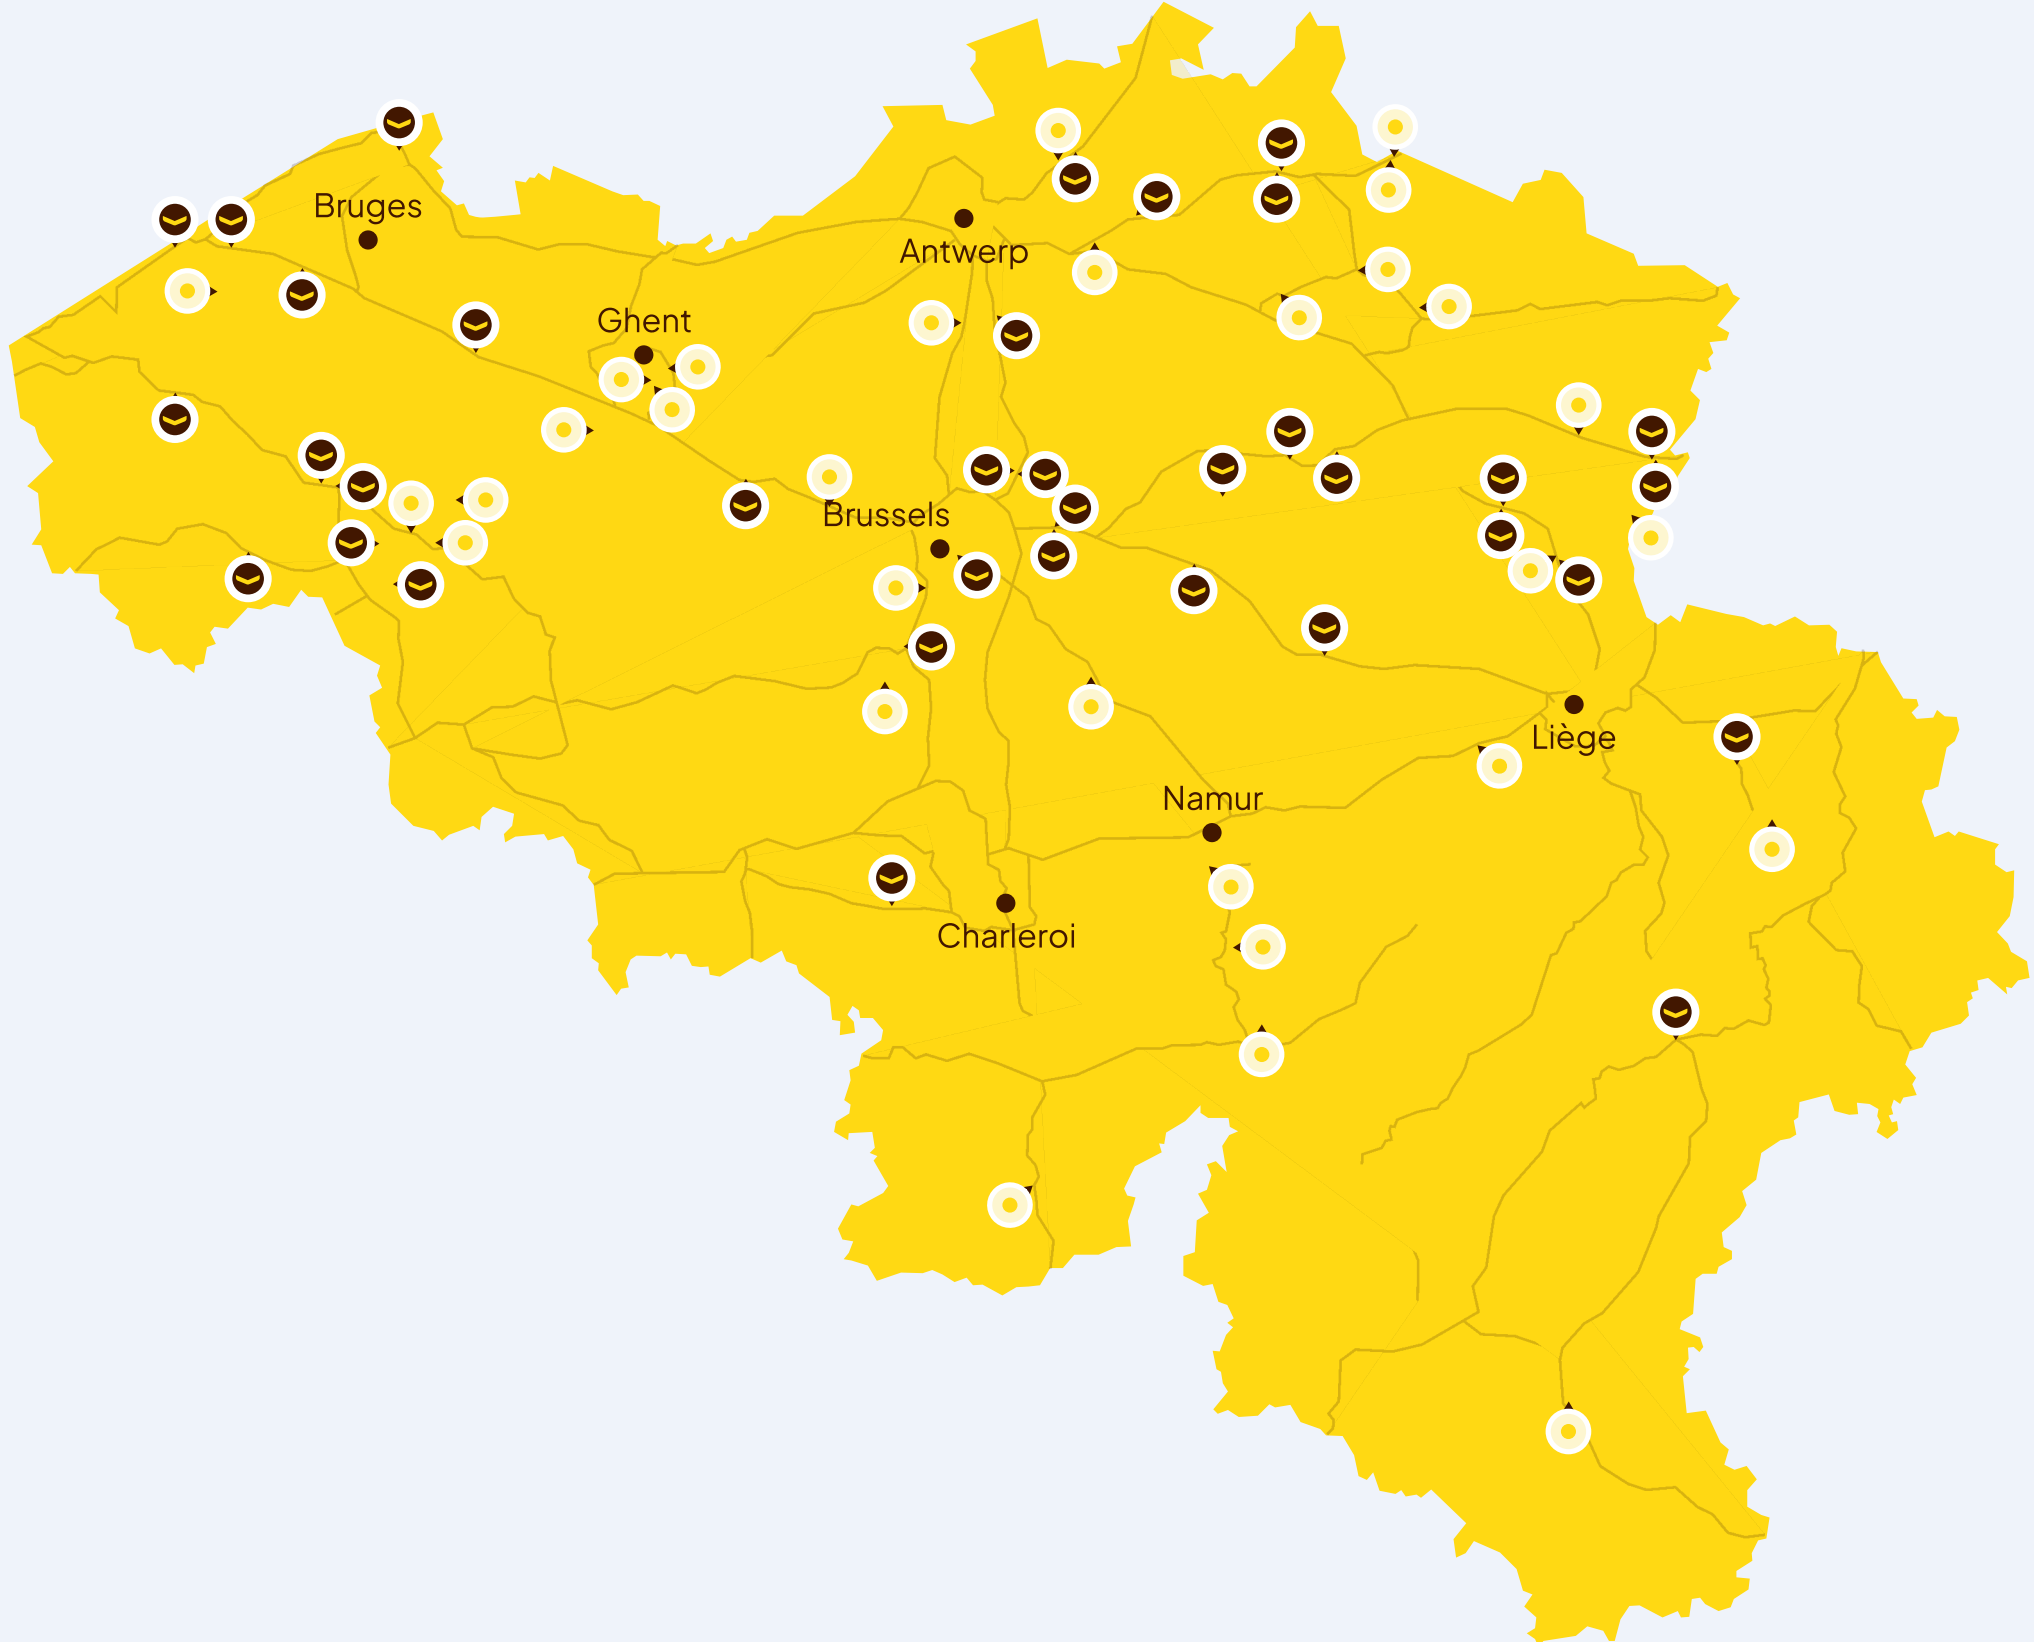 Bruges
Antwerp
Ghent
Brussels
Liège
Namur
Charleroi